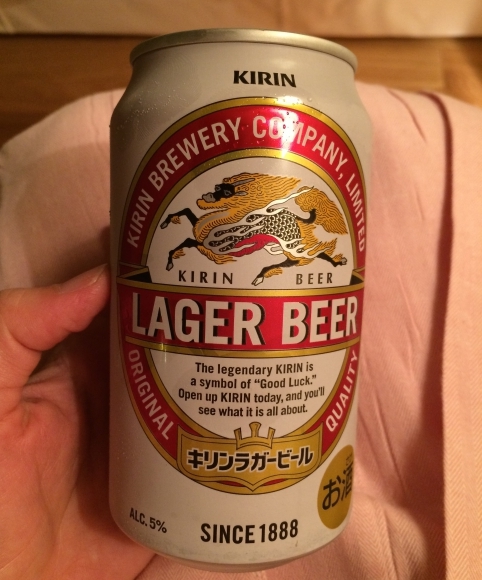 KIRIN
KIRIN BREWERY COMPANY, LIMITED
KIRIN BEER
LAGER BEER
ORIGINAL QUALITY
The legendary KIRIN is
a symbol of “Good Luck.”
Open up KIRIN today, and you'll
see what it is all about.
キリンラガービール
お酒
ALC. 5%
SINCE 1888